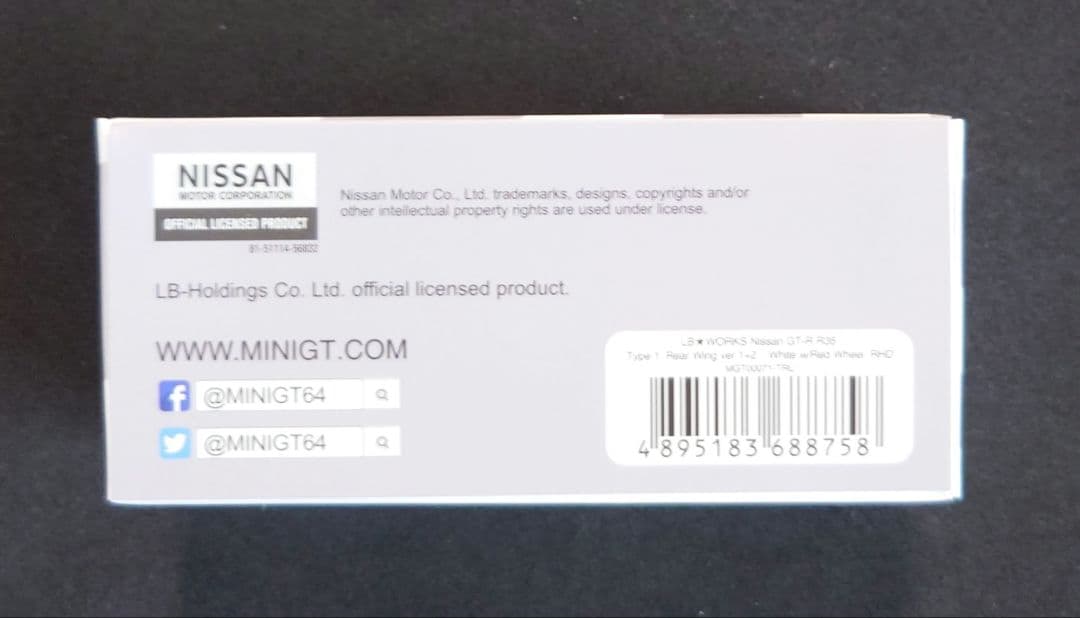 NISSAN
MOTOR CORPORATION
OFFICIAL LICENSED PRODUCT
Nissan Motor Co., Ltd. trademarks, designs, copyrights and/or
other intellectual property rights are used under license.
LB-Holdings Co. Ltd. official licensed product.
WWW.MINIGT.COM
@MINIGT64
@MINIGT64
LB★WORKS Nissan GT-R R35
Type 1 Rear Wing ver 1+2 White w/Red Wheel RHD
MGT00071-TRL
4 895183 688758